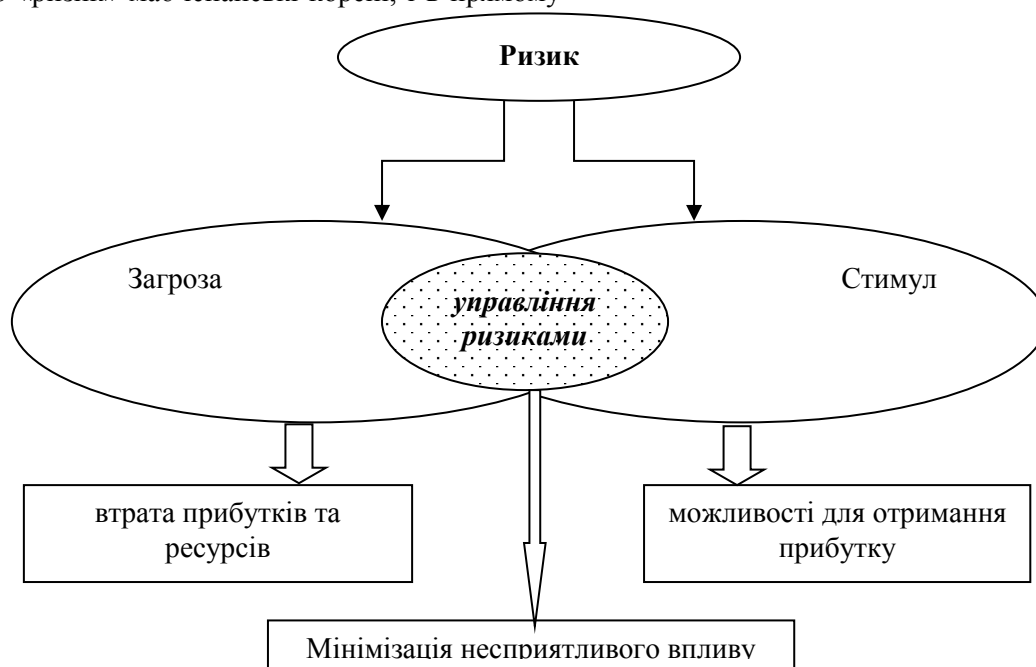 Ризик
Загроза
Стимул
управління
ризиками
втрата прибутків та
ресурсів
можливості для отримання
прибутку
Мінімізація несприятливого впливу